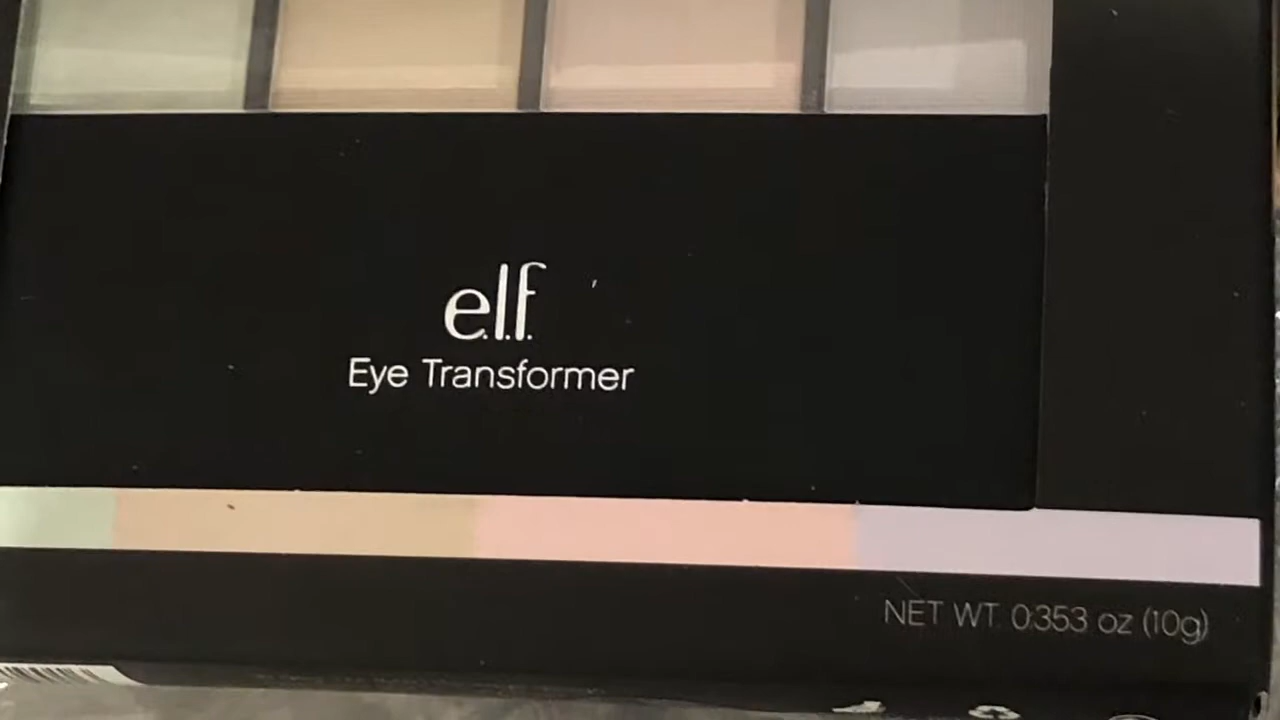 e.l.f.
Eye Transformer
NET WT. 0.353 oz (10g)